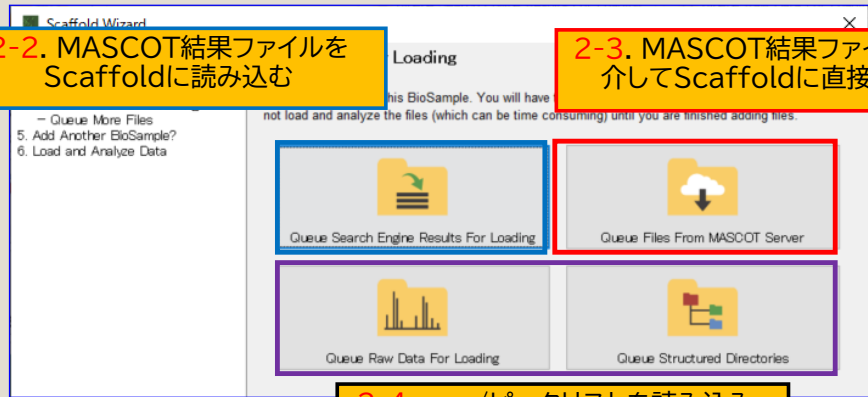 Scaffold Wizard
2-2. MASCOT結果ファイルを
Scaffoldに読み込む
Loading
2-3. MASCOT結果ファイ
介してScaffoldに直接
his BioSample. You will have
not load and analyze the files (which can be time consuming) until you are finished adding files.
- Queue More Files
5. Add Another BioSample?
6. Load and Analyze Data
Queue Search Engine Results For Loading
Queue Files From MASCOT Server
Queue Raw Data For Loading
Queue Structured Directories